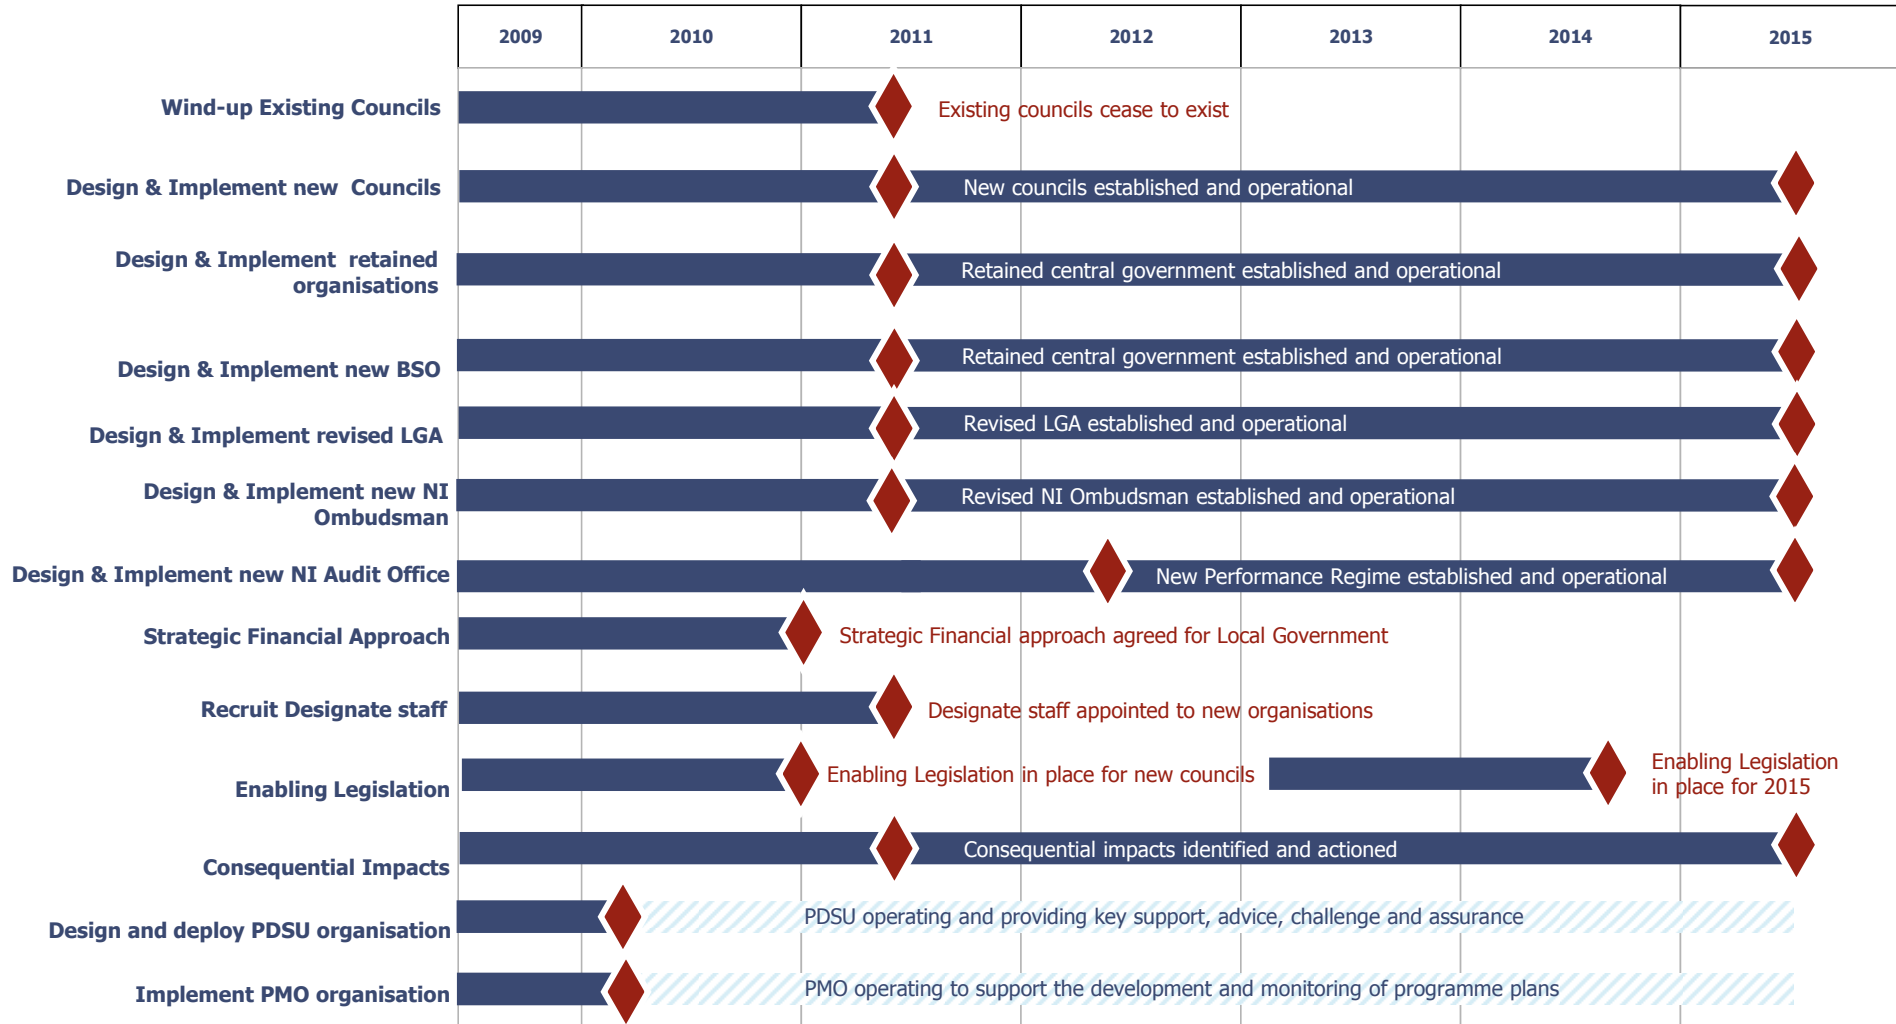 2009 2010 2011 2012 2013 2014 2015
Wind-up Existing Councils
Existing councils cease to exist
Design & Implement new Councils
New councils established and operational
Design & Implement retained
organisations
Retained central government established and operational
Design & Implement new BSO
Retained central government established and operational
Design & Implement revised LGA
Revised LGA established and operational
Design & Implement new NI
Ombudsman
Revised NI Ombudsman established and operational
Design & Implement new NI Audit Office
New Performance Regime established and operational
Strategic Financial Approach
Strategic Financial approach agreed for Local Government
Recruit Designate staff
Designate staff appointed to new organisations
Enabling Legislation
Enabling Legislation in place for new councils
Enabling Legislation
in place for 2015
Consequential Impacts
Consequential impacts identified and actioned
Design and deploy PDSU organisation
PDSU operating and providing key support, advice, challenge and assurance
Implement PMO organisation
PMO operating to support the development and monitoring of programme plans